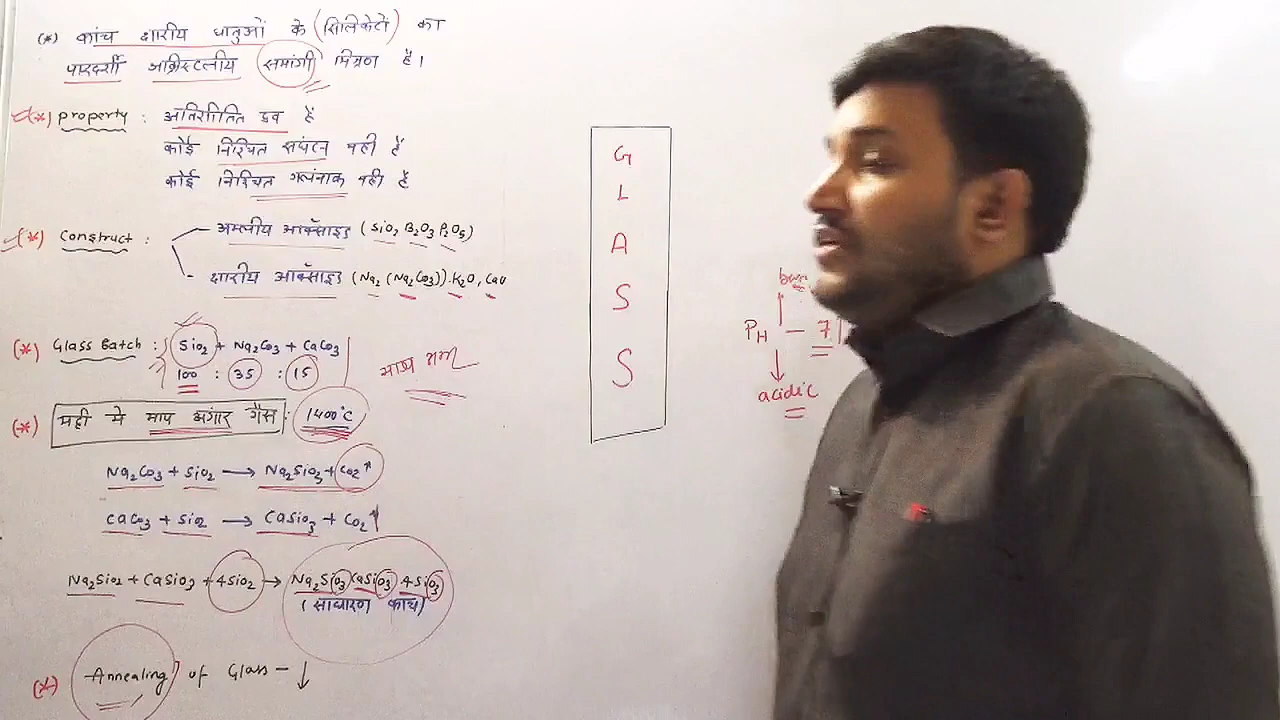 (*) कांच क्षारीय धातुओं के (सिलिकेटों) का
पारदर्शी अक्रिस्टलीय समांगी मिश्रण है।
(*) Property : अतिशीतित द्रव है
कोई निश्चित संघटन नही है
कोई निश्चित गलनांक नही है
(*) Construct :
अम्लीय ऑक्साइड (SiO2 B2O3 P2O5)
क्षारीय ऑक्साइड (Na2 (Na2CO3)) K2O, CaO
(*) Glass Batch : SiO2 + Na2CO3 + CaCO3
100 : 35 : 15
(*) भट्टी मे भाप अंगार गैस : 1400°C
Na2CO3 + SiO2 → Na2SiO3 + CO2↑
CaCO3 + SiO2 → CaSiO3 + CO2↑
Na2SiO2 + CaSiO3 + 4SiO2 → Na2SiO3 CaSiO3 4SiO3
(साधारण कांच)
(*) Annealing of Glass - ↓
G
L
A
S
S
PH — 7
acidic